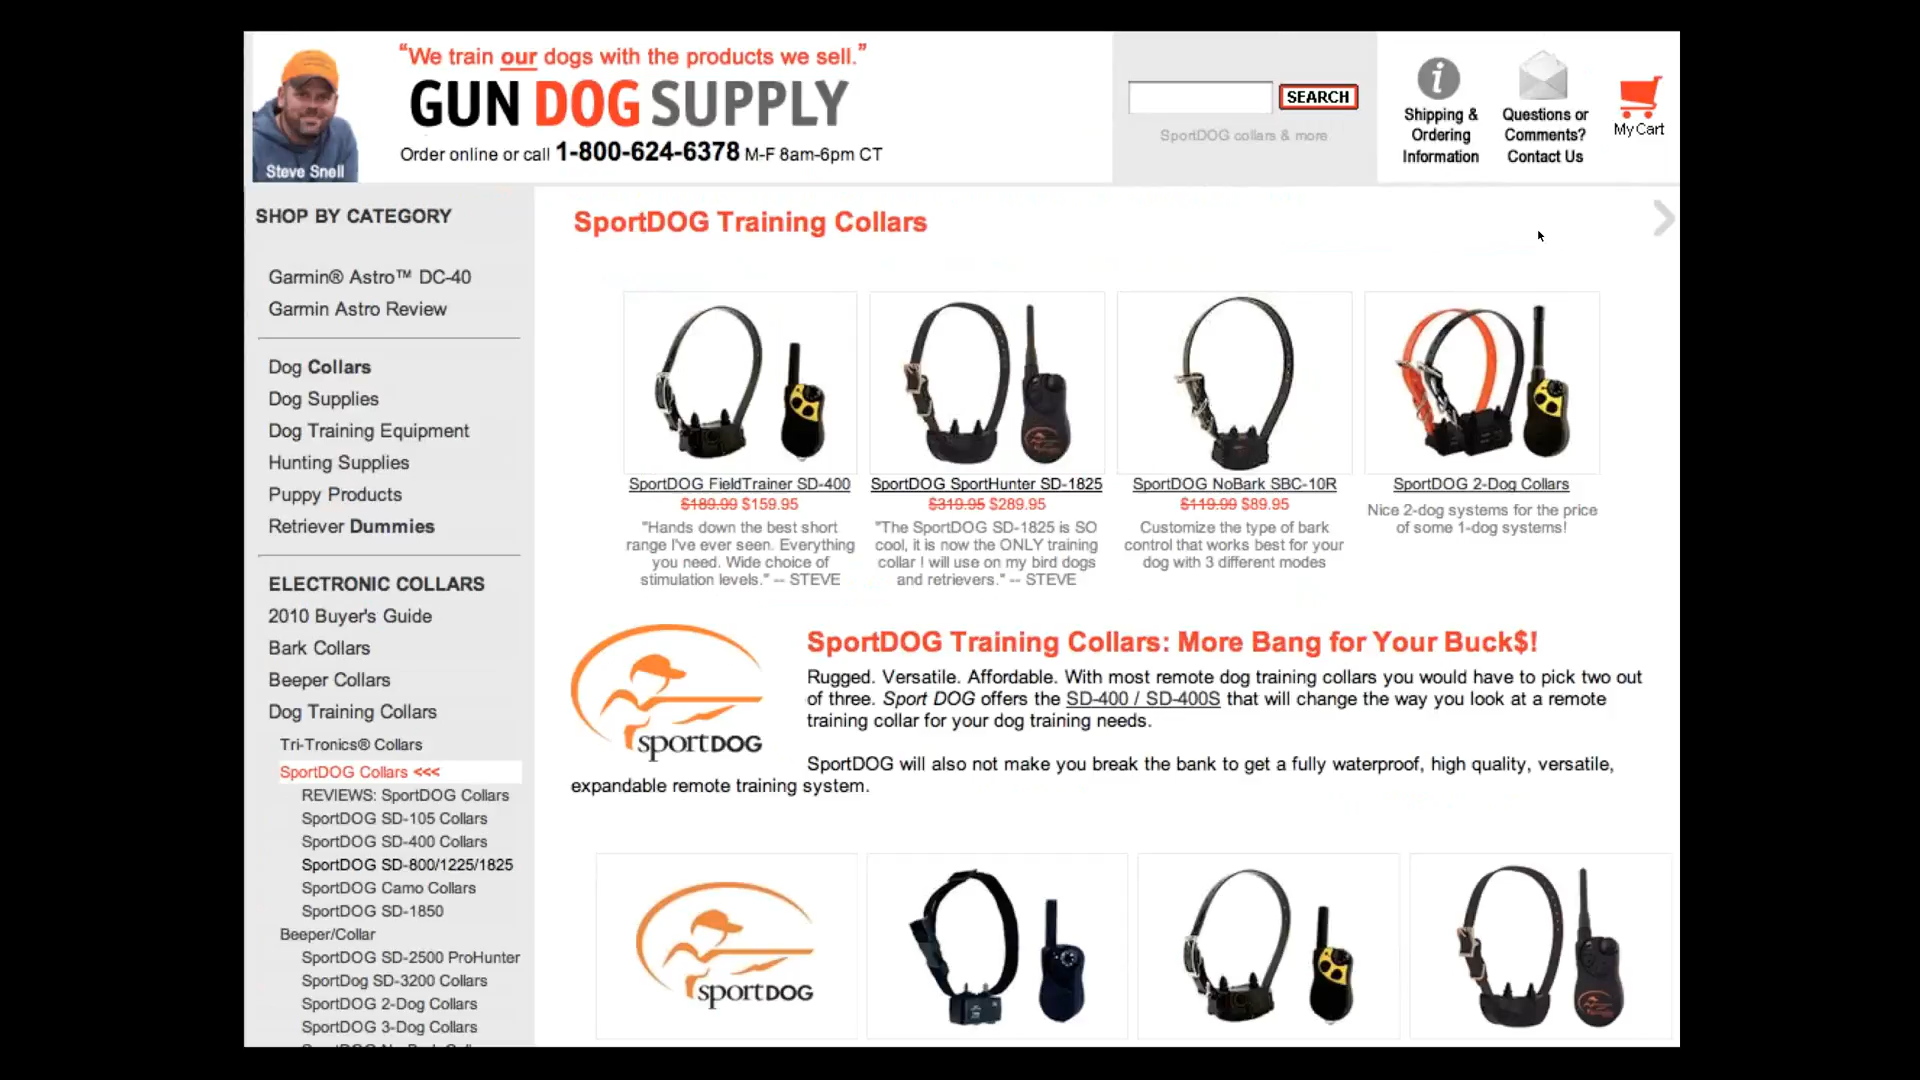 “We train our dogs with the products we sell.”
GUN DOG SUPPLY
Order online or call 1-800-624-6378 M-F 8am-6pm CT
Steve Snell
SEARCH
SportDOG collars & more
Shipping &
Ordering
Information
Questions or
Comments?
Contact Us
My Cart
SHOP BY CATEGORY
Garmin® Astro™ DC-40
Garmin Astro Review
Dog Collars
Dog Supplies
Dog Training Equipment
Hunting Supplies
Puppy Products
Retriever Dummies
ELECTRONIC COLLARS
2010 Buyer's Guide
Bark Collars
Beeper Collars
Dog Training Collars
Tri-Tronics® Collars
SportDOG Collars <<<
REVIEWS: SportDOG Collars
SportDOG SD-105 Collars
SportDOG SD-400 Collars
SportDOG SD-800/1225/1825
SportDOG Camo Collars
SportDOG SD-1850
Beeper/Collar
SportDOG SD-2500 ProHunter
SportDog SD-3200 Collars
SportDOG 2-Dog Collars
SportDOG 3-Dog Collars
SportDOG Training Collars
SportDOG FieldTrainer SD-400
$189.99 $159.95
"Hands down the best short
range I've ever seen. Everything
you need. Wide choice of
stimulation levels." -- STEVE
SportDOG SportHunter SD-1825
$319.95 $289.95
"The SportDOG SD-1825 is SO
cool, it is now the ONLY training
collar I will use on my bird dogs
and retrievers." -- STEVE
SportDOG NoBark SBC-10R
$119.99 $89.95
Customize the type of bark
control that works best for your
dog with 3 different modes
SportDOG 2-Dog Collars
Nice 2-dog systems for the price
of some 1-dog systems!
sportDOG
SportDOG Training Collars: More Bang for Your Buck$!
Rugged. Versatile. Affordable. With most remote dog training collars you would have to pick two out
of three. Sport DOG offers the SD-400 / SD-400S that will change the way you look at a remote
training collar for your dog training needs.
SportDOG will also not make you break the bank to get a fully waterproof, high quality, versatile,
expandable remote training system.
sportDOG